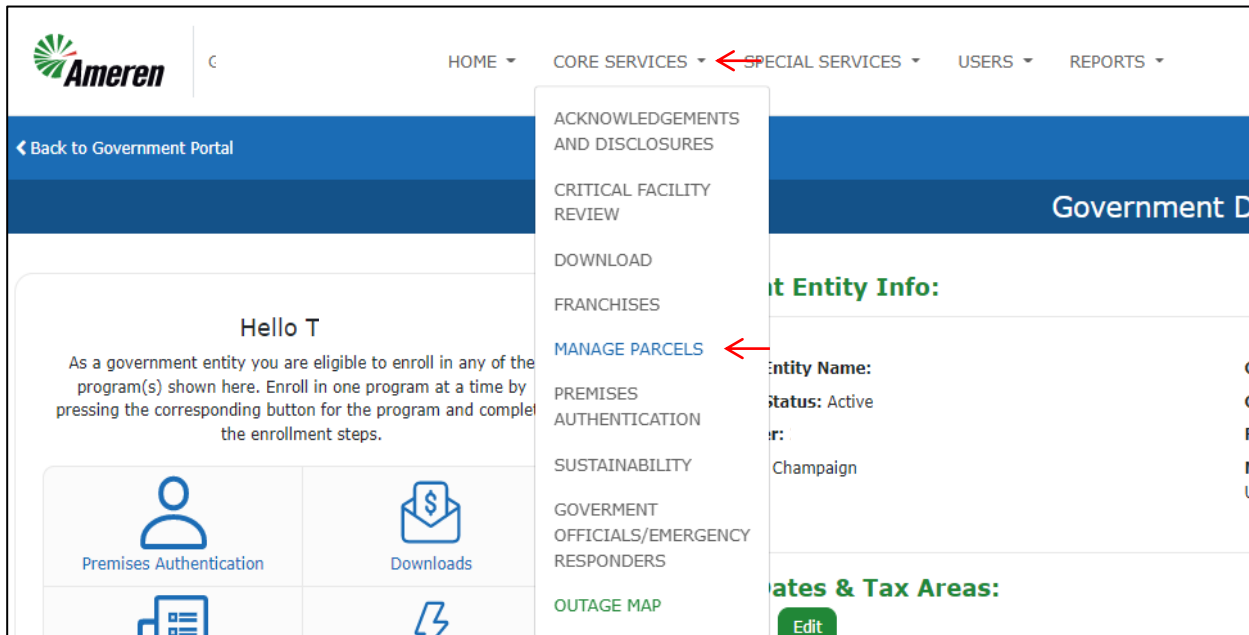 Ameren
HOME
CORE SERVICES
SPECIAL SERVICES
USERS
REPORTS
Back to Government Portal
Government D
ACKNOWLEDGEMENTS
AND DISCLOSURES
CRITICAL FACILITY
REVIEW
DOWNLOAD
FRANCHISES
MANAGE PARCELS
PREMISES
AUTHENTICATION
SUSTAINABILITY
GOVERMENT
OFFICIALS/EMERGENCY
RESPONDERS
OUTAGE MAP
Hello T
As a government entity you are eligible to enroll in any of the
program(s) shown here. Enroll in one program at a time by
pressing the corresponding button for the program and complet
the enrollment steps.
Premises Authentication
Downloads
t Entity Info:
Entity Name:
Status: Active
r:
Champaign
ates & Tax Areas:
Edit